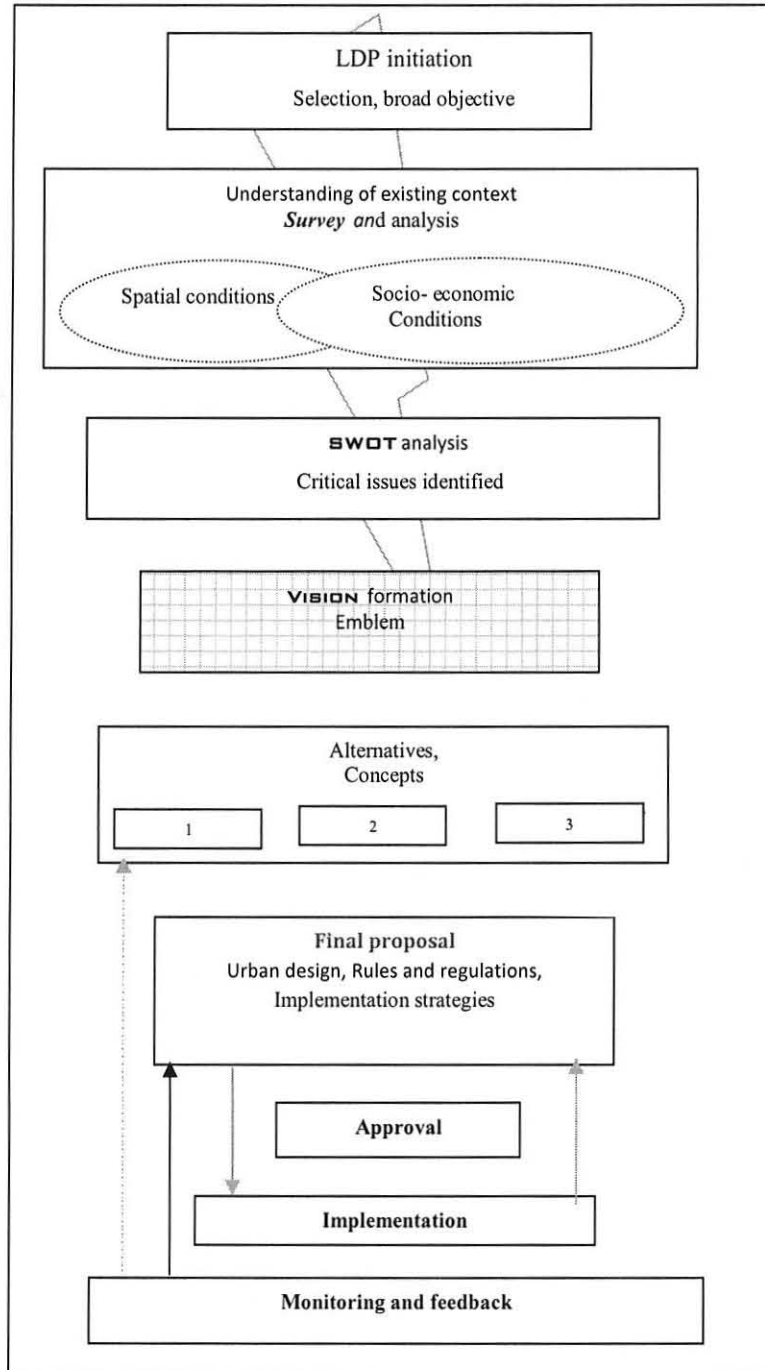 LDP initiation
Selection, broad objective
Understanding of existing context
Survey and analysis
Spatial conditions
Socio- economic
Conditions
SWOT analysis
Critical issues identified
VISION formation
Emblem
Alternatives,
Concepts
1
2
3
Final proposal
Urban design, Rules and regulations,
Implementation strategies
Approval
Implementation
Monitoring and feedback